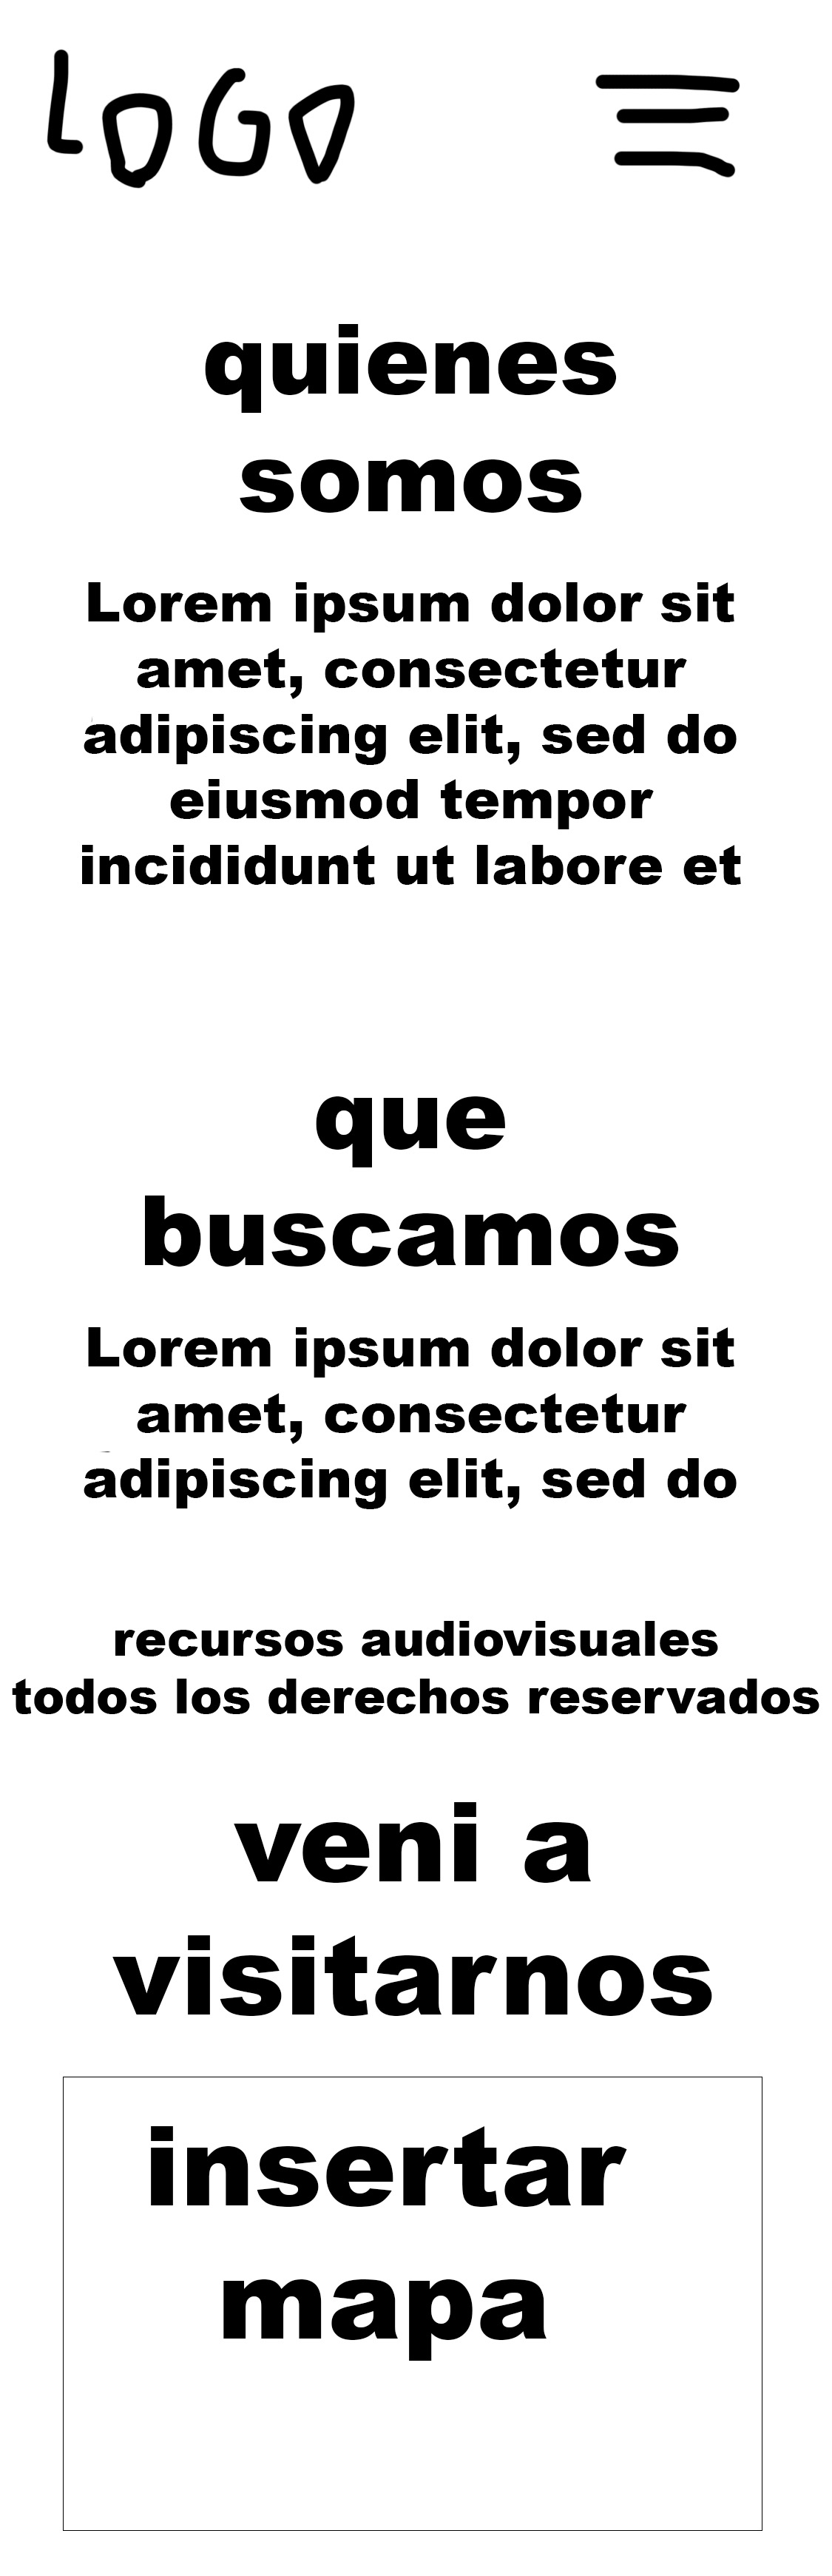 LOGO
quienes
somos
Lorem ipsum dolor sit
amet, consectetur
adipiscing elit, sed do
eiusmod tempor
incididunt ut labore et
que
buscamos
Lorem ipsum dolor sit
amet, consectetur
adipiscing elit, sed do
recursos audiovisuales
todos los derechos reservados
veni a
visitarnos
insertar
mapa